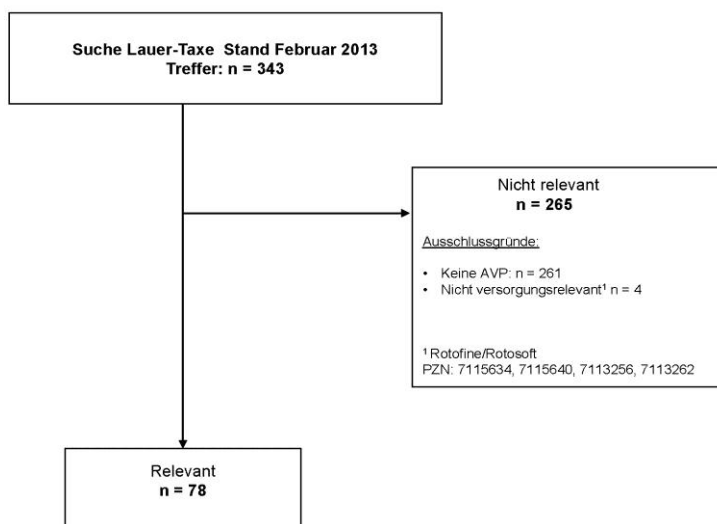 Suche Lauer-Taxe Stand Februar 2013
Treffer: n = 343
Nicht relevant
n = 265
Ausschlussgründe:
• Keine AVP: n = 261
• Nicht versorgungsrelevant¹ n = 4
¹ Rotofine/Rotosoft
PZN: 7115634, 7115640, 7113256, 7113262
Relevant
n = 78